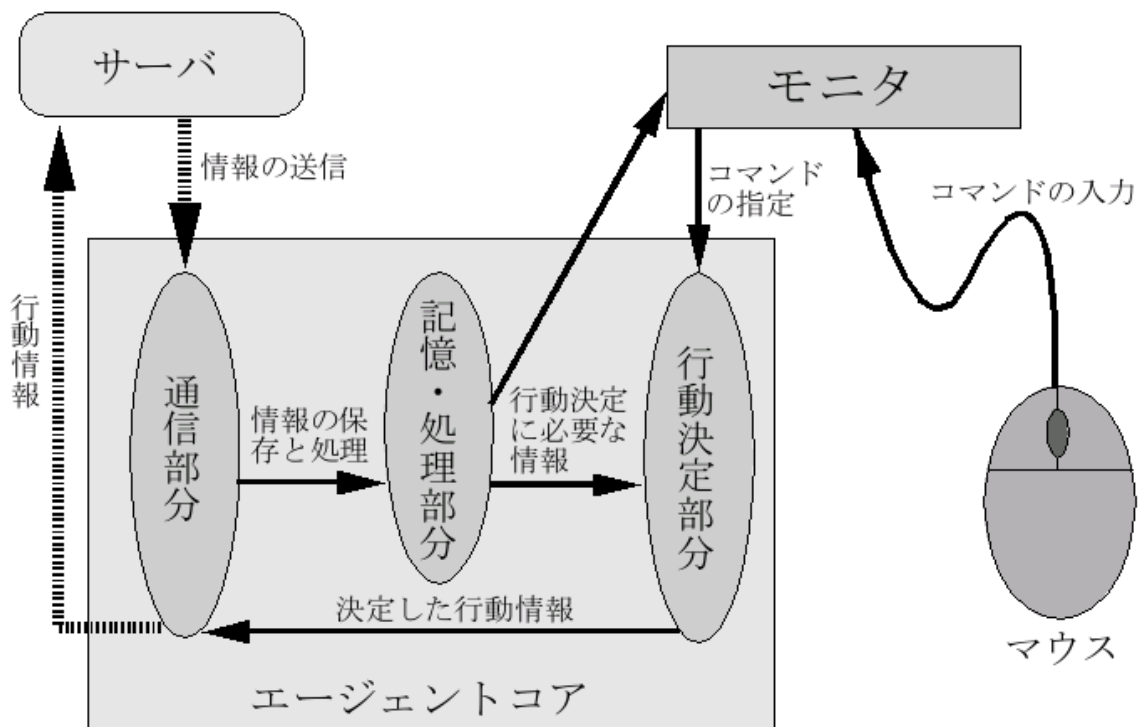 サーバ
モニタ
情報の送信
コマンド
の指定
コマンドの入力
行動情報
通信部分
情報の保
存と処理
記憶・処理部分
行動決定
に必要な
情報
行動決定部分
決定した行動情報
エージェントコア
マウス